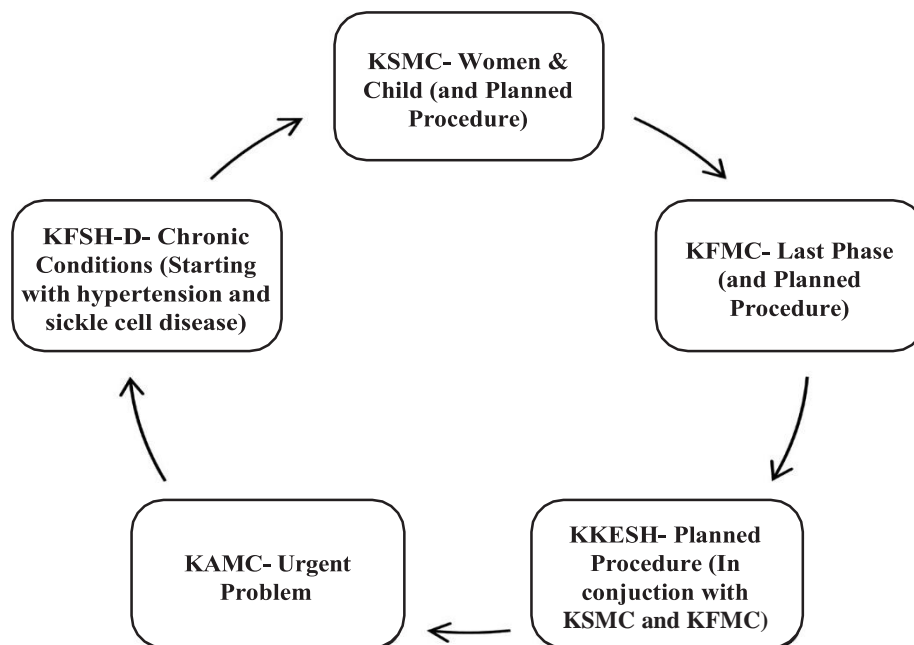 KSMC- Women &
Child (and Planned
Procedure)
KFMC- Last Phase
(and Planned
Procedure)
KKESH- Planned
Procedure (In
conjuction with
KSMC and KFMC)
KAMC- Urgent
Problem
KFSH-D- Chronic
Conditions (Starting
with hypertension and
sickle cell disease)